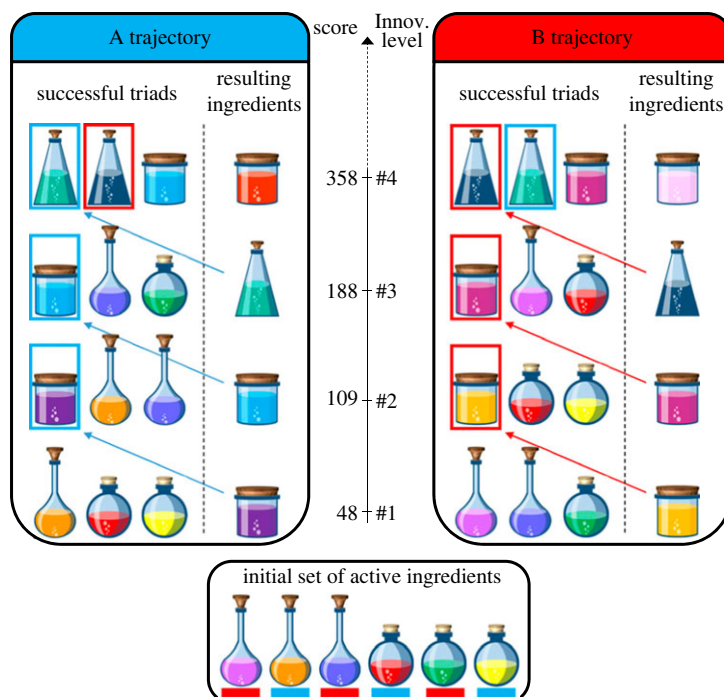 A trajectory
score
Innov.
level
B trajectory
successful triads
resulting
ingredients
successful triads
resulting
ingredients
358
#4
188
#3
109
#2
48
#1
initial set of active ingredients